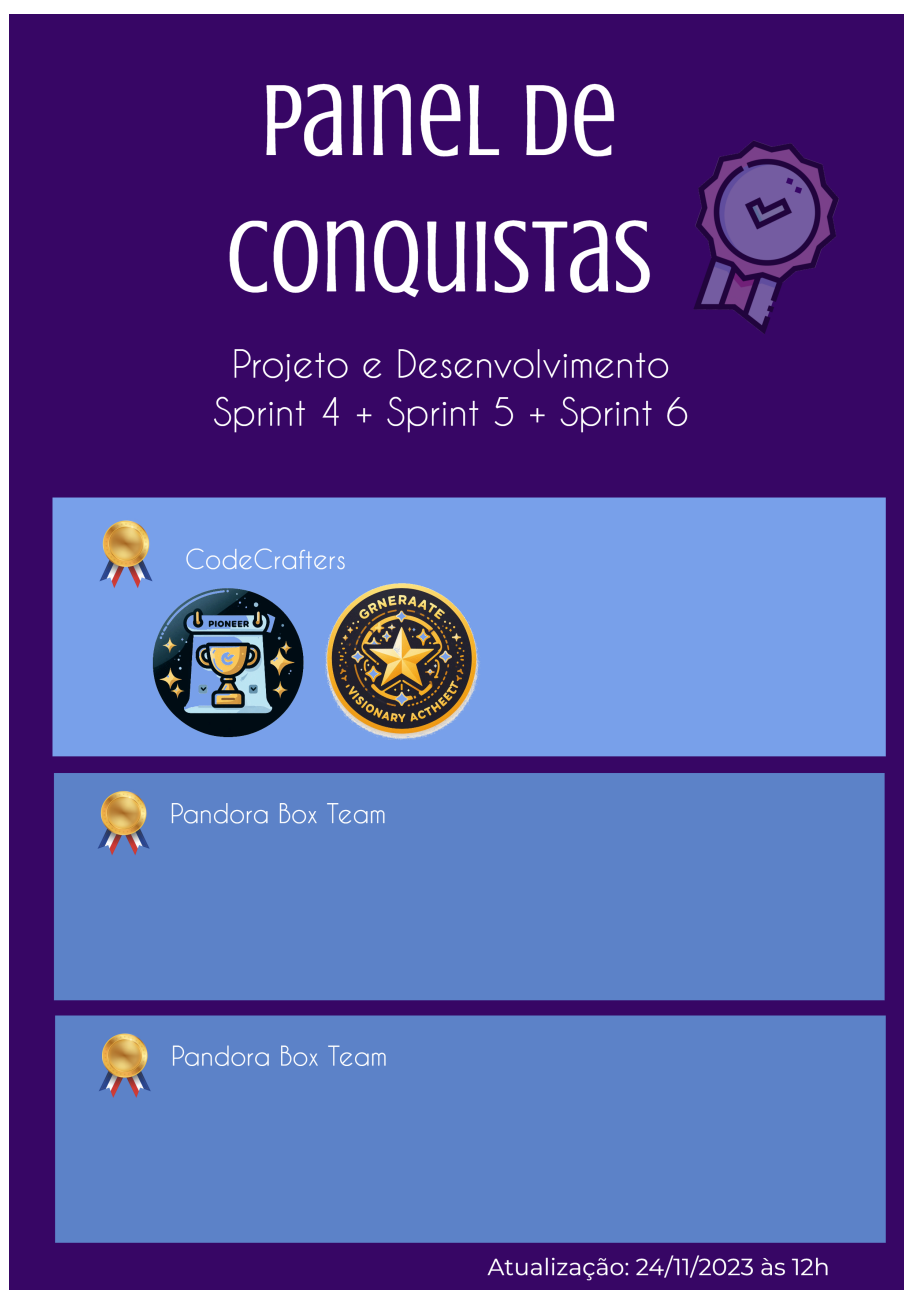 Painel de
Conquistas
Projeto e Desenvolvimento
Sprint 4 + Sprint 5 + Sprint 6
CodeCrafters
PIONEER
GRNERAATE
VISIONARY ACTHEECT
Pandora Box Team
Pandora Box Team
Atualização: 24/11/2023 às 12h